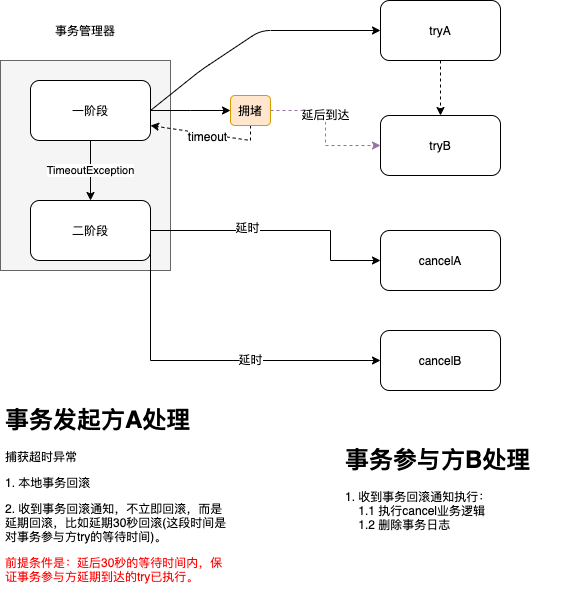 事务管理器
tryA
一阶段
拥堵
延后到达
timeout
tryB
TimeoutException
二阶段
延时
cancelA
延时
cancelB
事务发起方A处理
捕获超时异常
1. 本地事务回滚
2. 收到事务回滚通知，不立即回滚，而是
延期回滚，比如延期30秒回滚(这段时间是
对事务参与方try的等待时间)。
前提条件是：延后30秒的等待时间内，保
证事务参与方延期到达的try已执行。
事务参与方B处理
1. 收到事务回滚通知执行：
1.1 执行cancel业务逻辑
1.2 删除事务日志